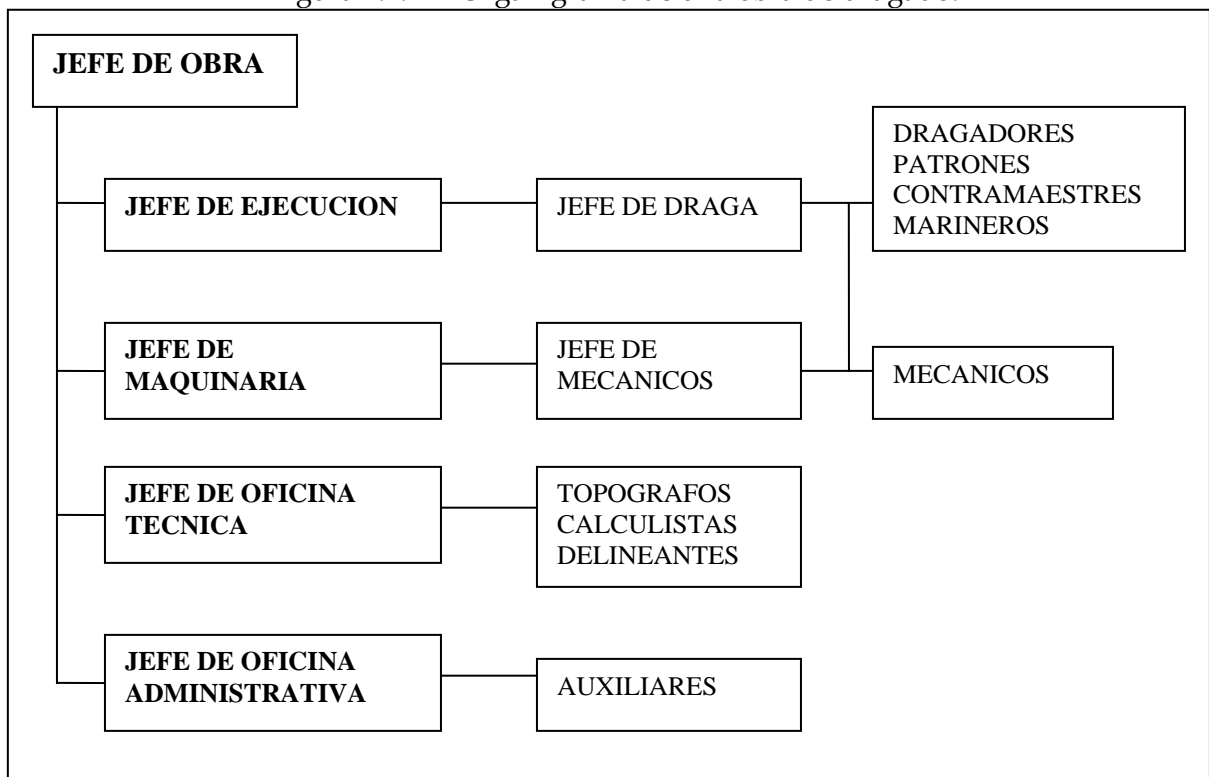 JEFE DE OBRA
DRAGADORES
PATRONES
CONTRAMAESTRES
MARINEROS
JEFE DE EJECUCION
JEFE DE DRAGA
JEFE DE
MAQUINARIA
JEFE DE
MECANICOS
MECANICOS
JEFE DE OFICINA
TECNICA
TOPOGRAFOS
CALCULISTAS
DELINEANTES
JEFE DE OFICINA
ADMINISTRATIVA
AUXILIARES